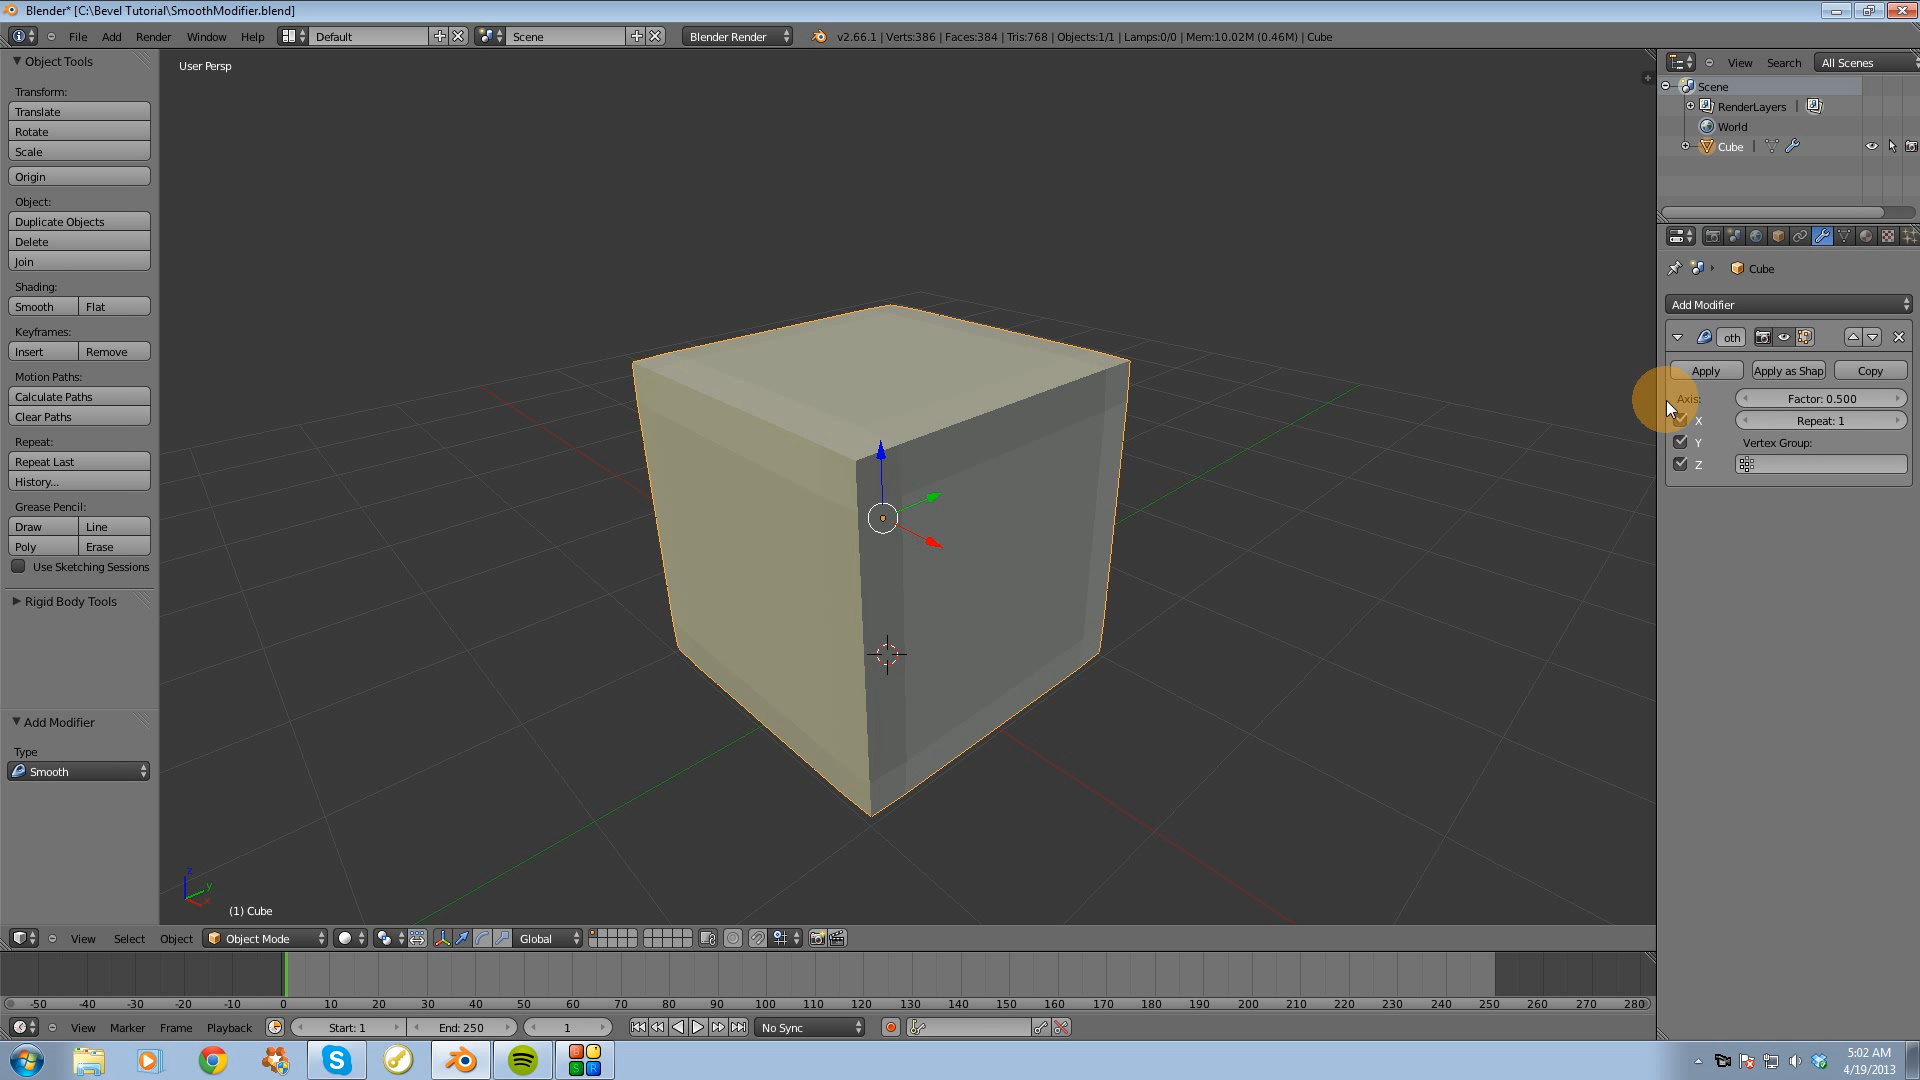 Blender* [C:\Bevel Tutorial\SmoothModifier.blend]
File Add Render Window Help Default Scene Blender Render v2.66.1 | Verts:386 | Faces:384 | Tris:768 | Objects:1/1 | Lamps:0/0 | Mem:10.02M (0.46M) | Cube
Object Tools
Transform:
Translate
Rotate
Scale
Origin
Object:
Duplicate Objects
Delete
Join
Shading:
Smooth Flat
Keyframes:
Insert Remove
Motion Paths:
Calculate Paths
Clear Paths
Repeat:
Repeat Last
History...
Grease Pencil:
Draw Line
Poly Erase
Use Sketching Sessions
Rigid Body Tools
Add Modifier
Type
Smooth
User Persp
z
y
x
(1) Cube
View Search All Scenes
Scene
RenderLayers |
World
Cube |
Cube
Add Modifier
oth
Apply Apply as Shap Copy
Axis: Factor: 0.500
X Repeat: 1
Y Vertex Group:
Z
View Select Object Object Mode Global
-50 -40 -30 -20 -10 0 10 20 30 40 50 60 70 80 90 100 110 120 130 140 150 160 170 180 190 200 210 220 230 240 250 260 270 280
View Marker Frame Playback Start: 1 End: 250 1 No Sync
5:02 AM
4/19/2013